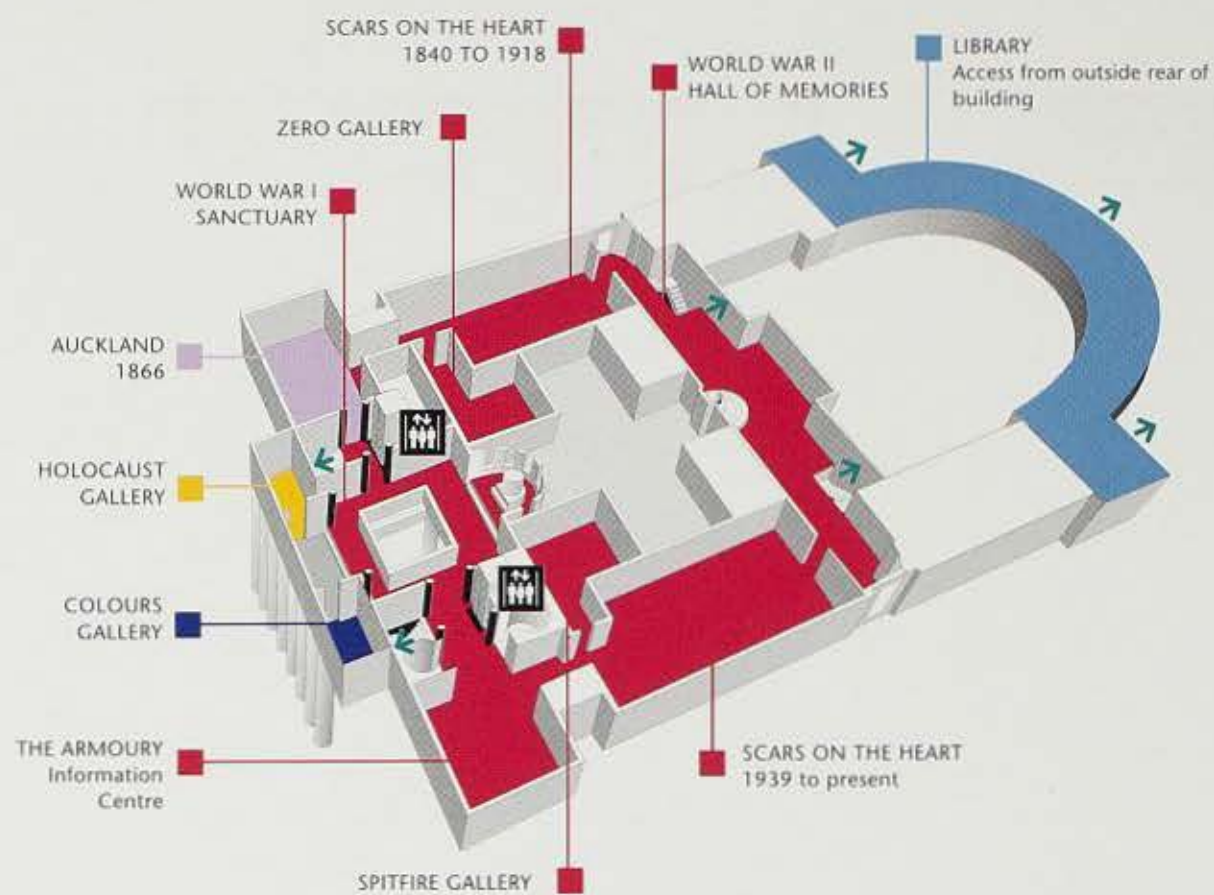 SCARS ON THE HEART
1840 TO 1918
LIBRARY
Access from outside rear of
building
WORLD WAR II
HALL OF MEMORIES
ZERO GALLERY
WORLD WAR I
SANCTUARY
AUCKLAND
1866
HOLOCAUST
GALLERY
COLOURS
GALLERY
THE ARMOURY
Information
Centre
SCARS ON THE HEART
1939 to present
SPITFIRE GALLERY